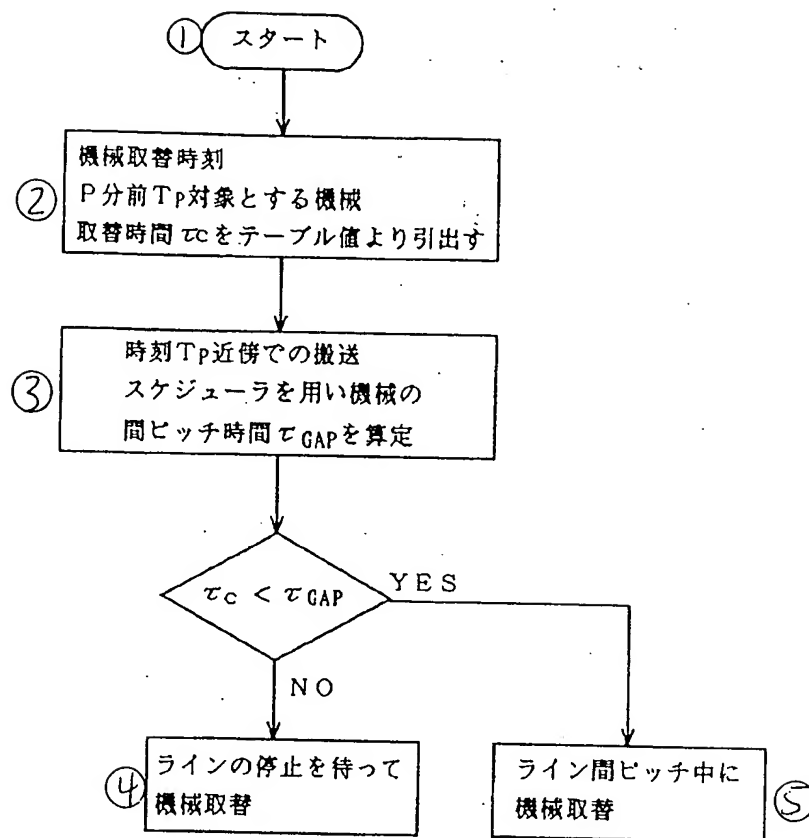 ① スタート
機械取替時刻
② P分前TP対象とする機械
取替時間τCをテーブル値より引出す
時刻TP近傍での搬送
③ スケジューラを用い機械の
間ピッチ時間τGAPを算定
τC < τGAP
YES
NO
④ ラインの停止を待って
機械取替
ライン間ピッチ中に
機械取替 ⑤